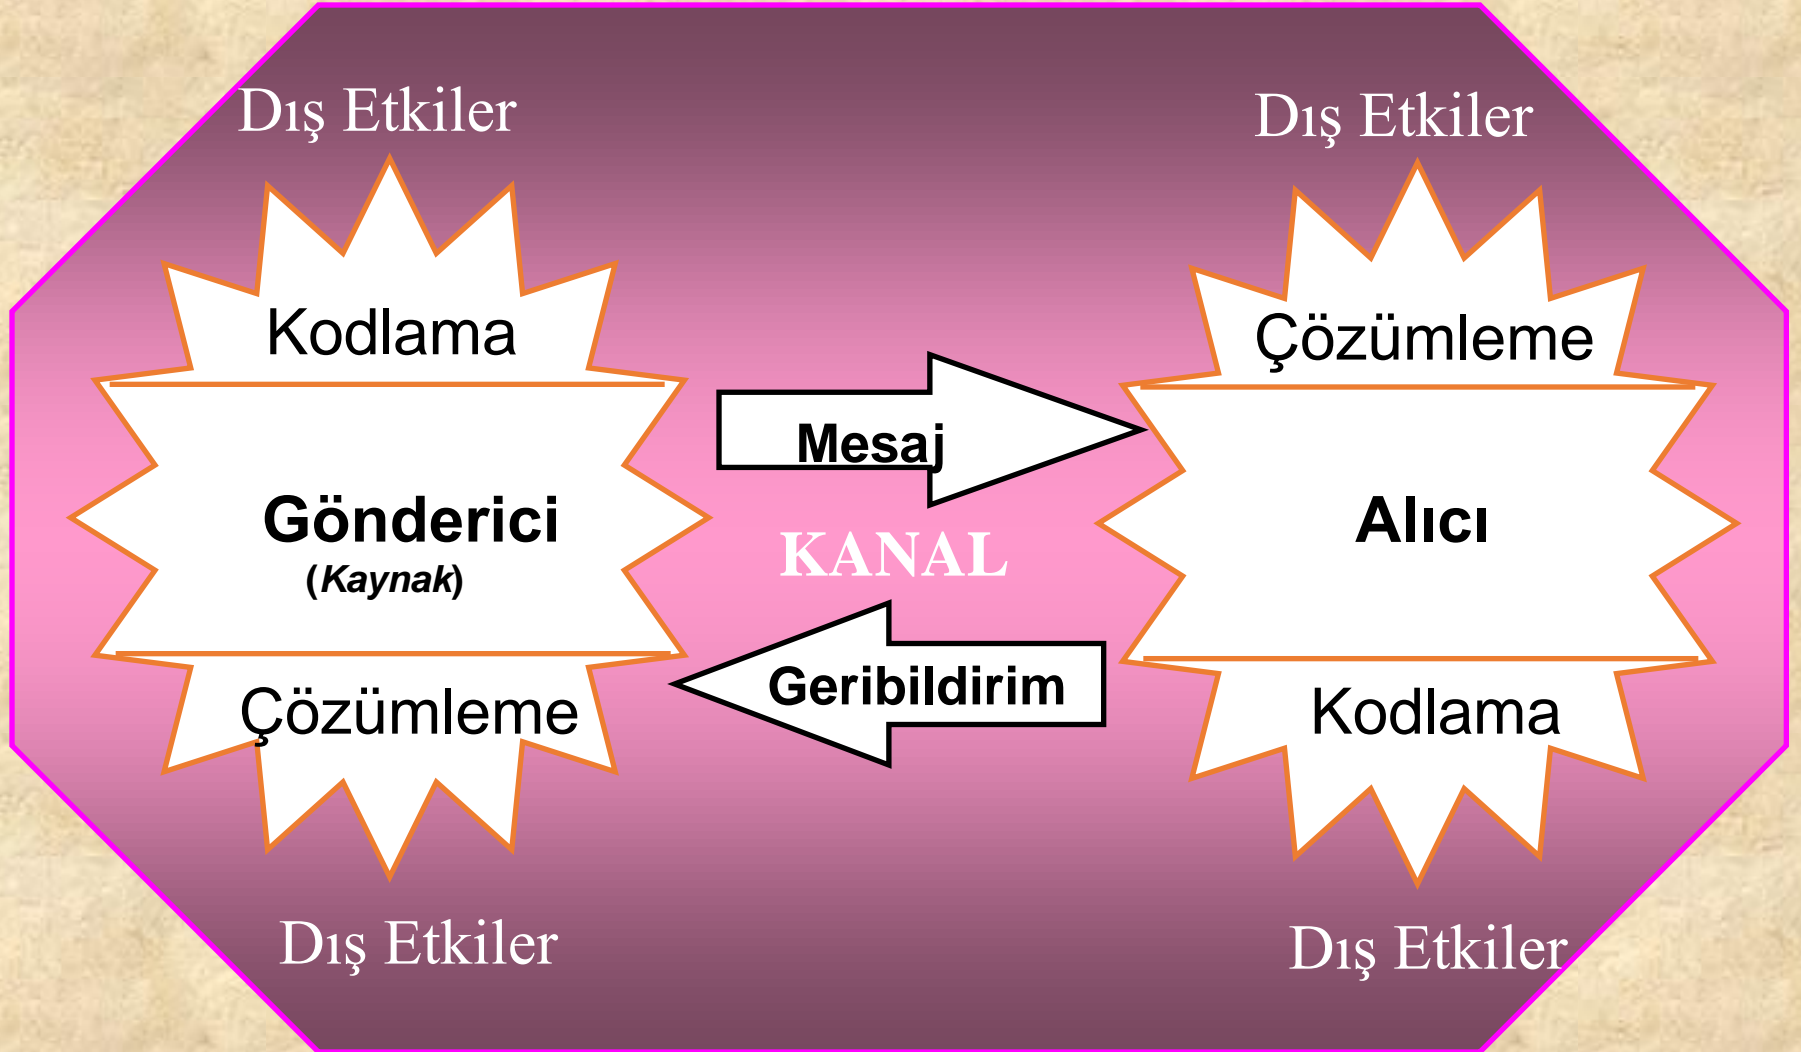 Dış Etkiler
Dış Etkiler
Kodlama
Çözümleme
Mesaj
Gönderici
(Kaynak)
KANAL
Alıcı
Geribildirim
Çözümleme
Kodlama
Dış Etkiler
Dış Etkiler